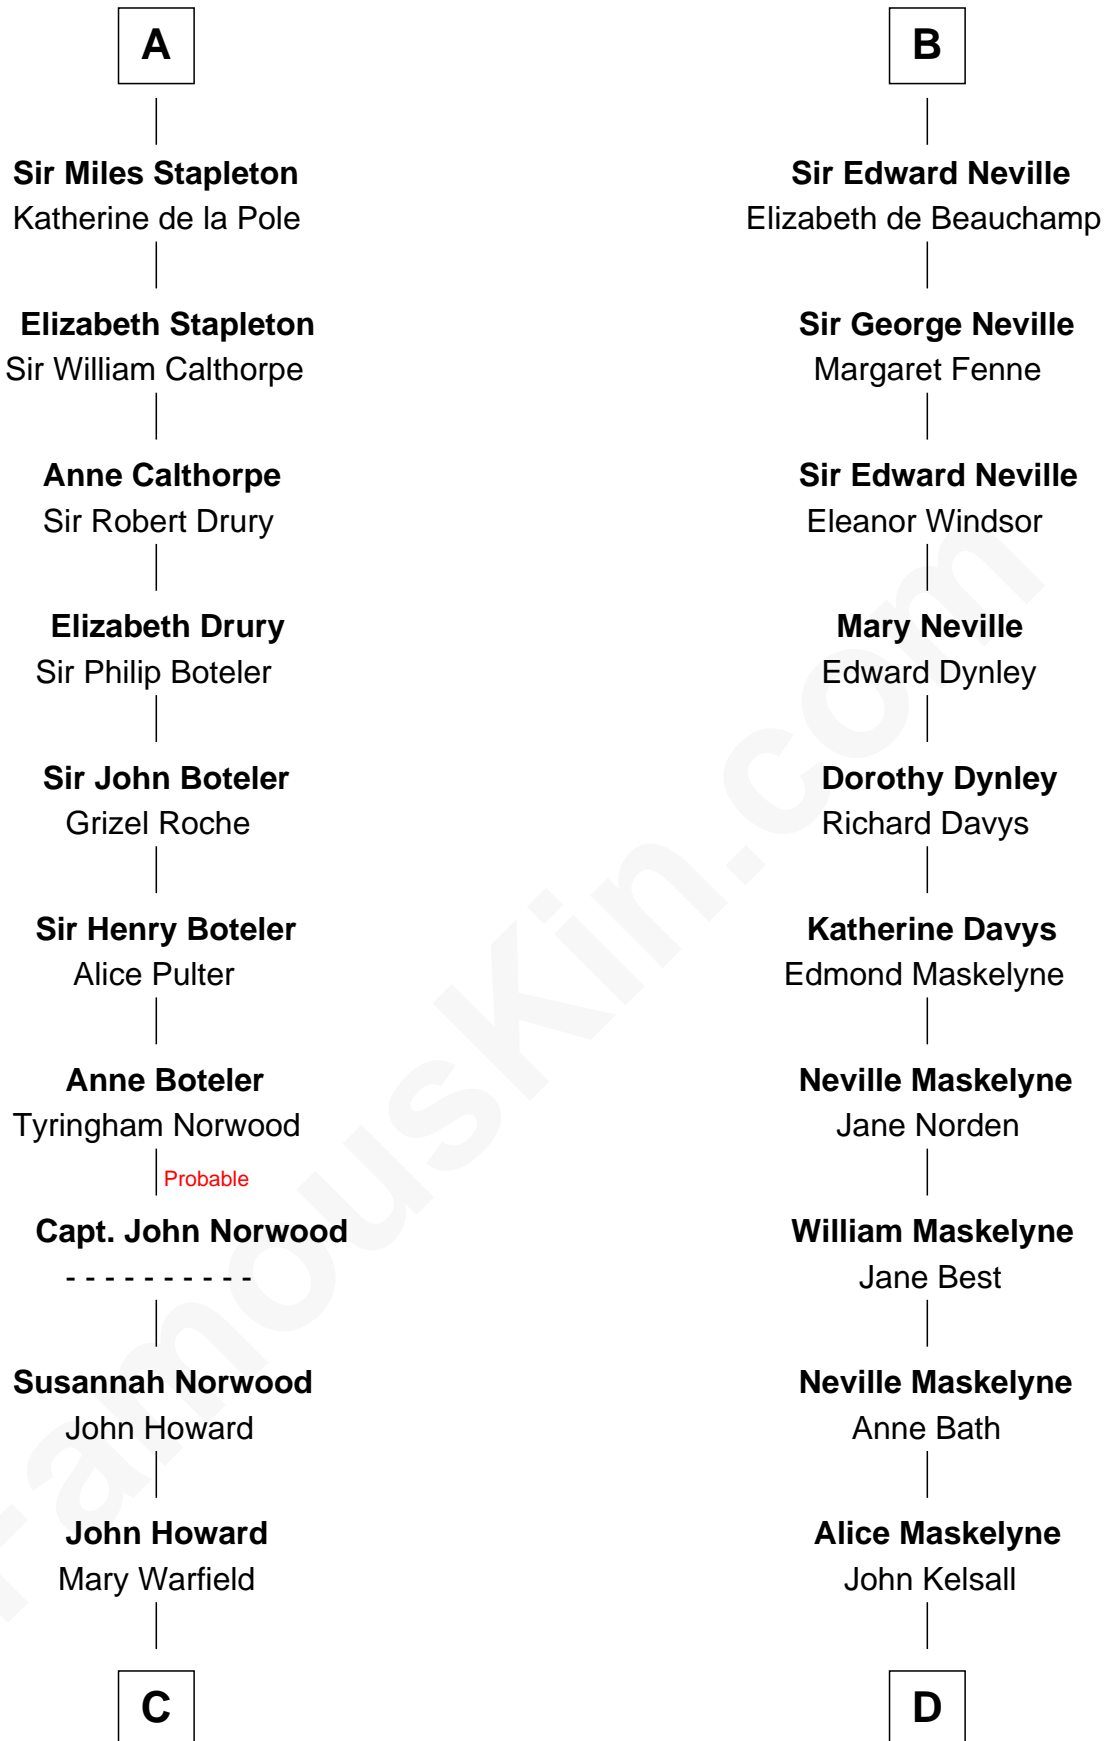 A
Sir Miles Stapleton
Katherine de la Pole
Elizabeth Stapleton
Sir William Calthorpe
Anne Calthorpe
Sir Robert Drury
Elizabeth Drury
Sir Philip Boteler
Sir John Boteler
Grizel Roche
Sir Henry Boteler
Alice Pulter
Anne Boteler
Tyringham Norwood
Probable
Capt. John Norwood
- - - - - - - - - -
Susannah Norwood
John Howard
John Howard
Mary Warfield
C
B
Sir Edward Neville
Elizabeth de Beauchamp
Sir George Neville
Margaret Fenne
Sir Edward Neville
Eleanor Windsor
Mary Neville
Edward Dynley
Dorothy Dynley
Richard Davys
Katherine Davys
Edmond Maskelyne
Neville Maskelyne
Jane Norden
William Maskelyne
Jane Best
Neville Maskelyne
Anne Bath
Alice Maskelyne
John Kelsall
D
FamousKin.com